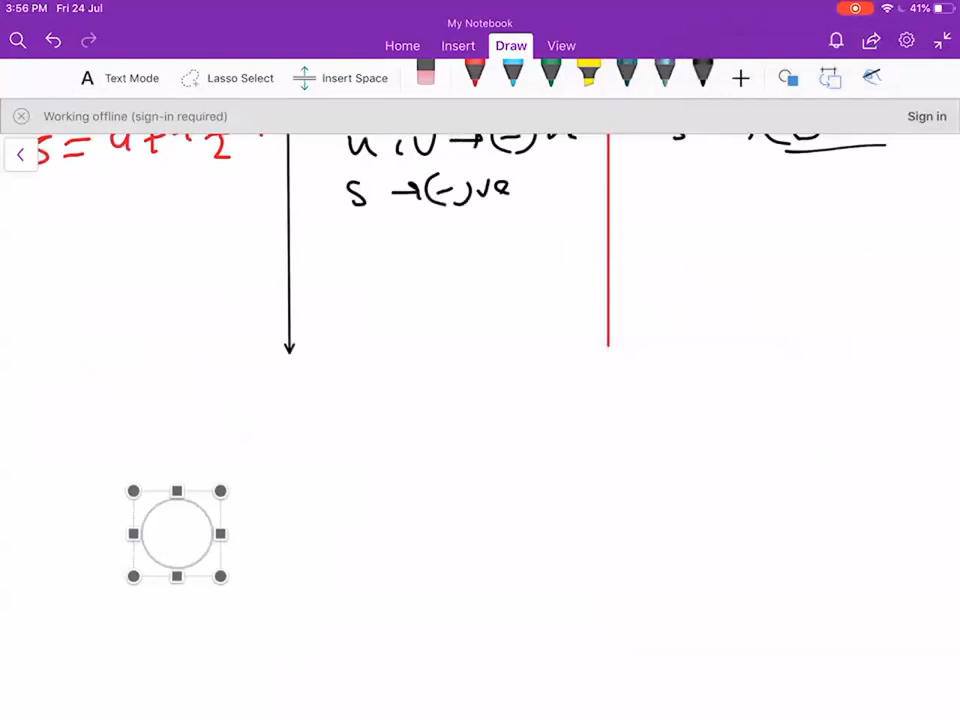 3:56 PM Fri 24 Jul
41%
My Notebook
Home Insert Draw View
A Text Mode Lasso Select Insert Space
Working offline (sign-in required) Sign in
S → (-) ve